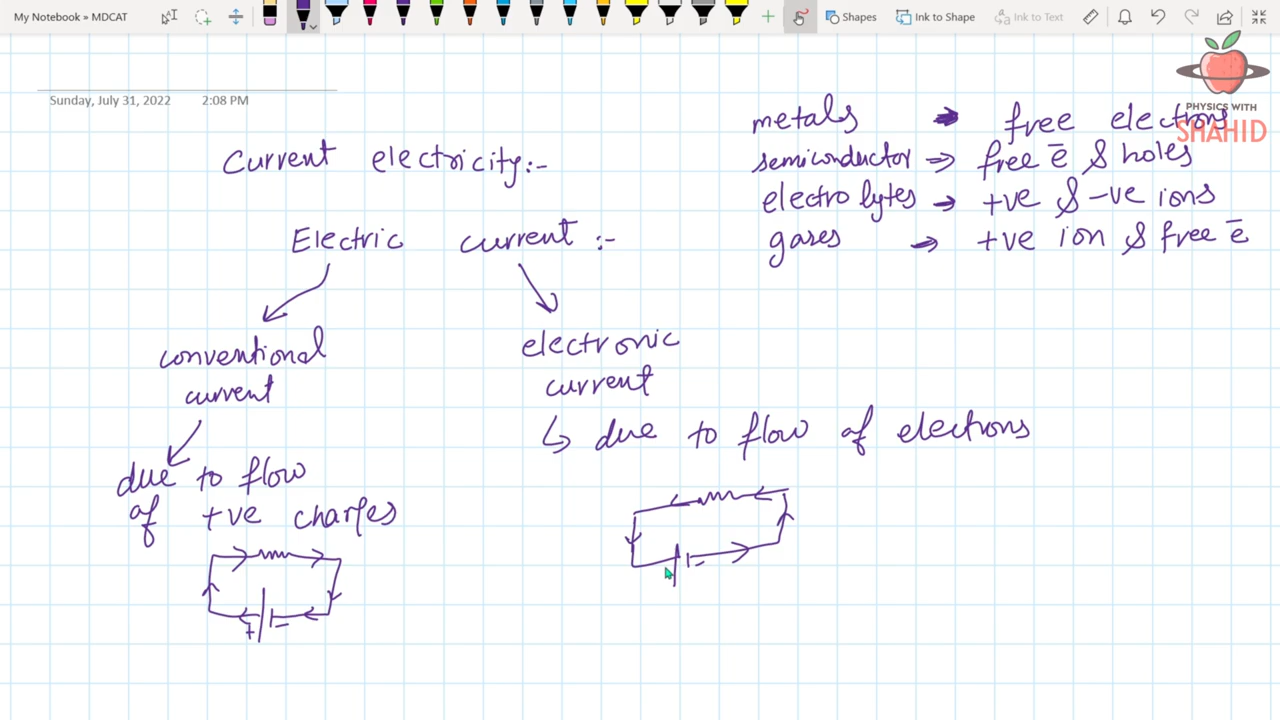 My Notebook » MDCAT
Shapes
Ink to Shape
Ink to Text
PHYSICS WITH
SHAHID
Sunday, July 31, 2022 2:08 PM
metals → free electrons
semiconductor ⇒ free ē & holes
electrolytes → +ve & -ve ions
gases → +ve ion & free ē
Current electricity:-
Electric current :-
conventional
current
due to flow
of +ve charges
+ -
electronic
current
↳ due to flow of electrons
-